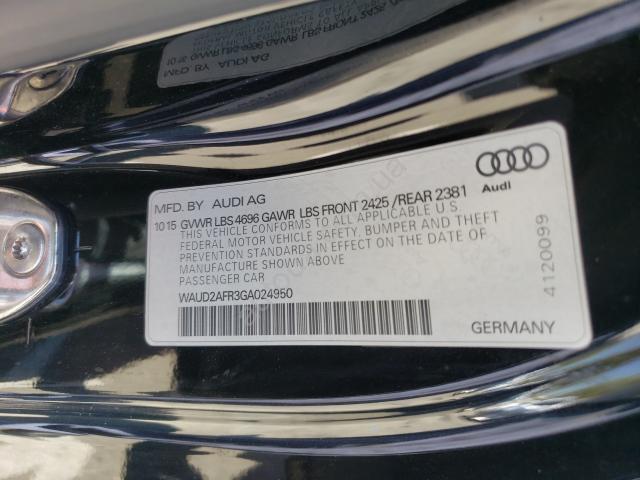 MFD. BY AUDI AG
10 15 GVWR LBS 4696 GAWR LBS FRONT 2425 /REAR 2381
THIS VEHICLE CONFORMS TO ALL APPLICABLE U S
FEDERAL MOTOR VEHICLE SAFETY, BUMPER AND THEFT
PREVENTION STANDARDS IN EFFECT ON THE DATE OF
MANUFACTURE SHOWN ABOVE
PASSENGER CAR
WAUD2AFR3GA024950
Audi
4120099
GERMANY